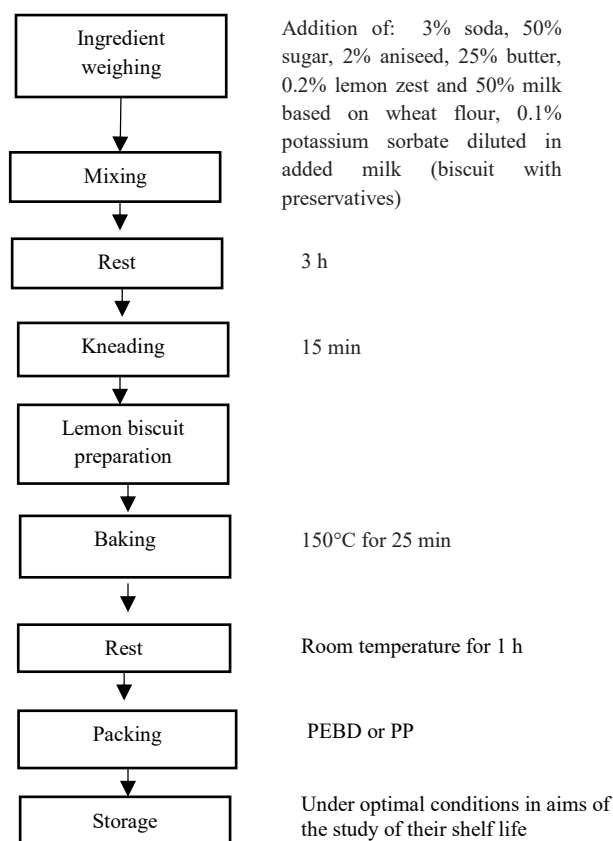 Ingredient
weighing
Addition of: 3% soda, 50%
sugar, 2% aniseed, 25% butter,
0.2% lemon zest and 50% milk
based on wheat flour, 0.1%
potassium sorbate diluted in
added milk (biscuit with
preservatives)
Mixing
Rest
3 h
Kneading
15 min
Lemon biscuit
preparation
Baking
150°C for 25 min
Rest
Room temperature for 1 h
Packing
PEBD or PP
Storage
Under optimal conditions in aims of
the study of their shelf life